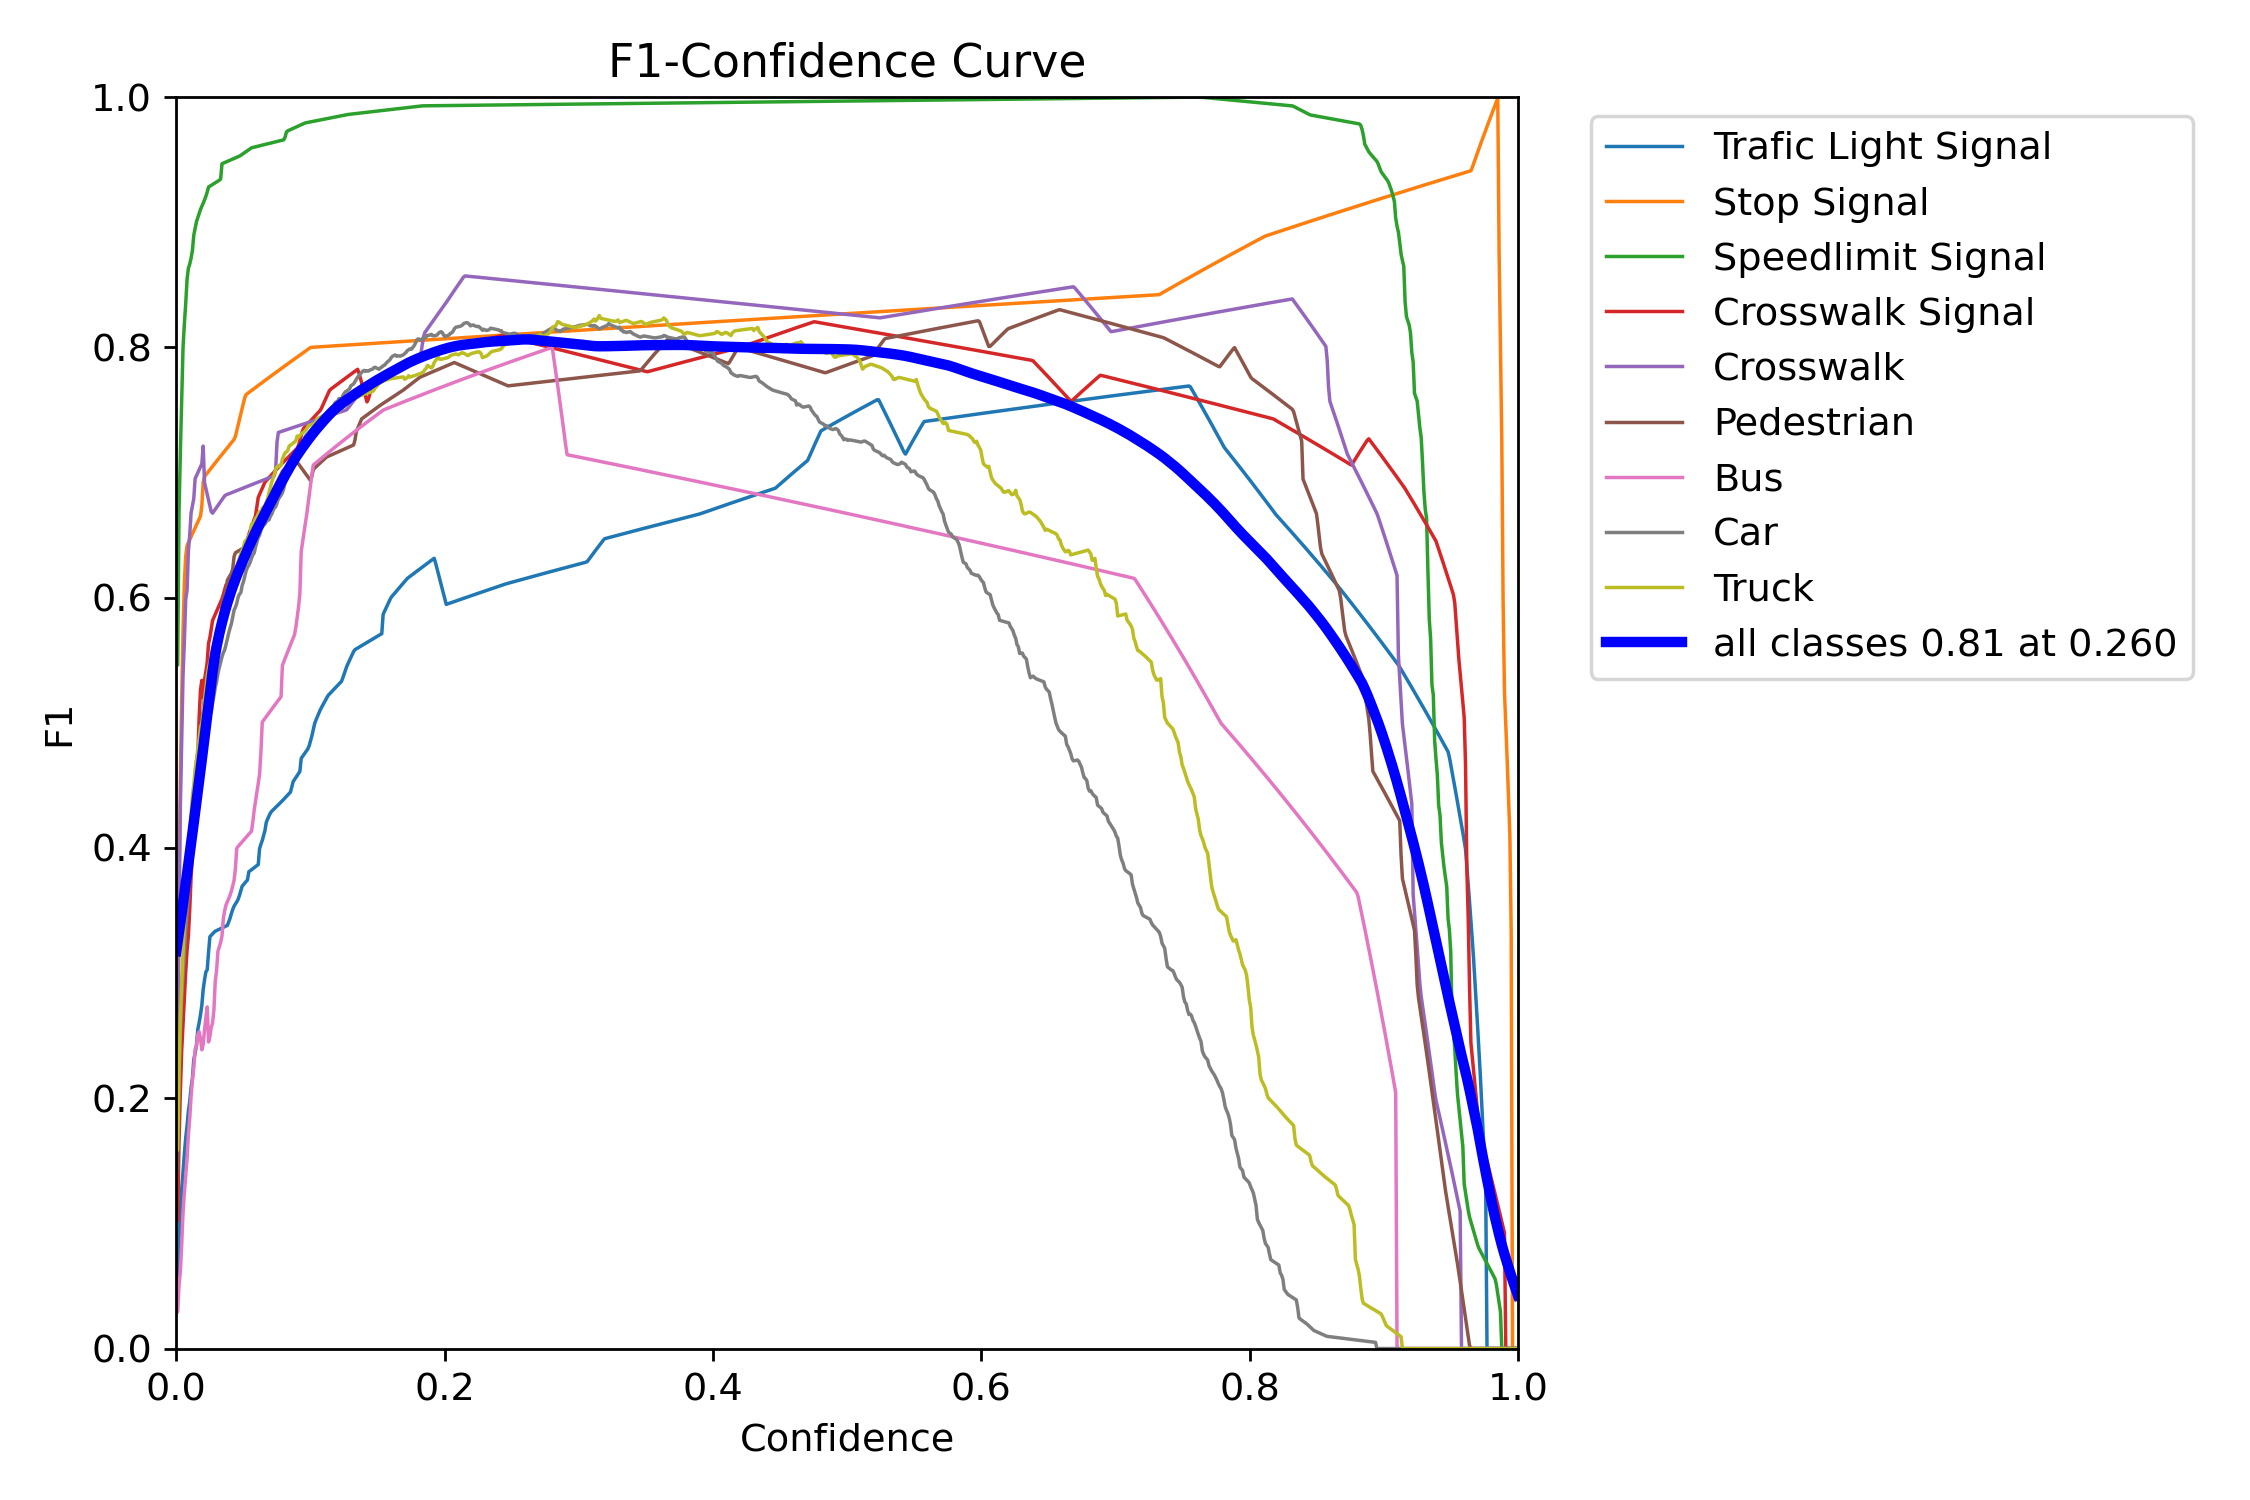 F1-Confidence Curve
1.0
0.8
0.6
0.4
0.2
0.0
F1
0.0 0.2 0.4 0.6 0.8 1.0
Confidence
Trafic Light Signal
Stop Signal
Speedlimit Signal
Crosswalk Signal
Crosswalk
Pedestrian
Bus
Car
Truck
all classes 0.81 at 0.260